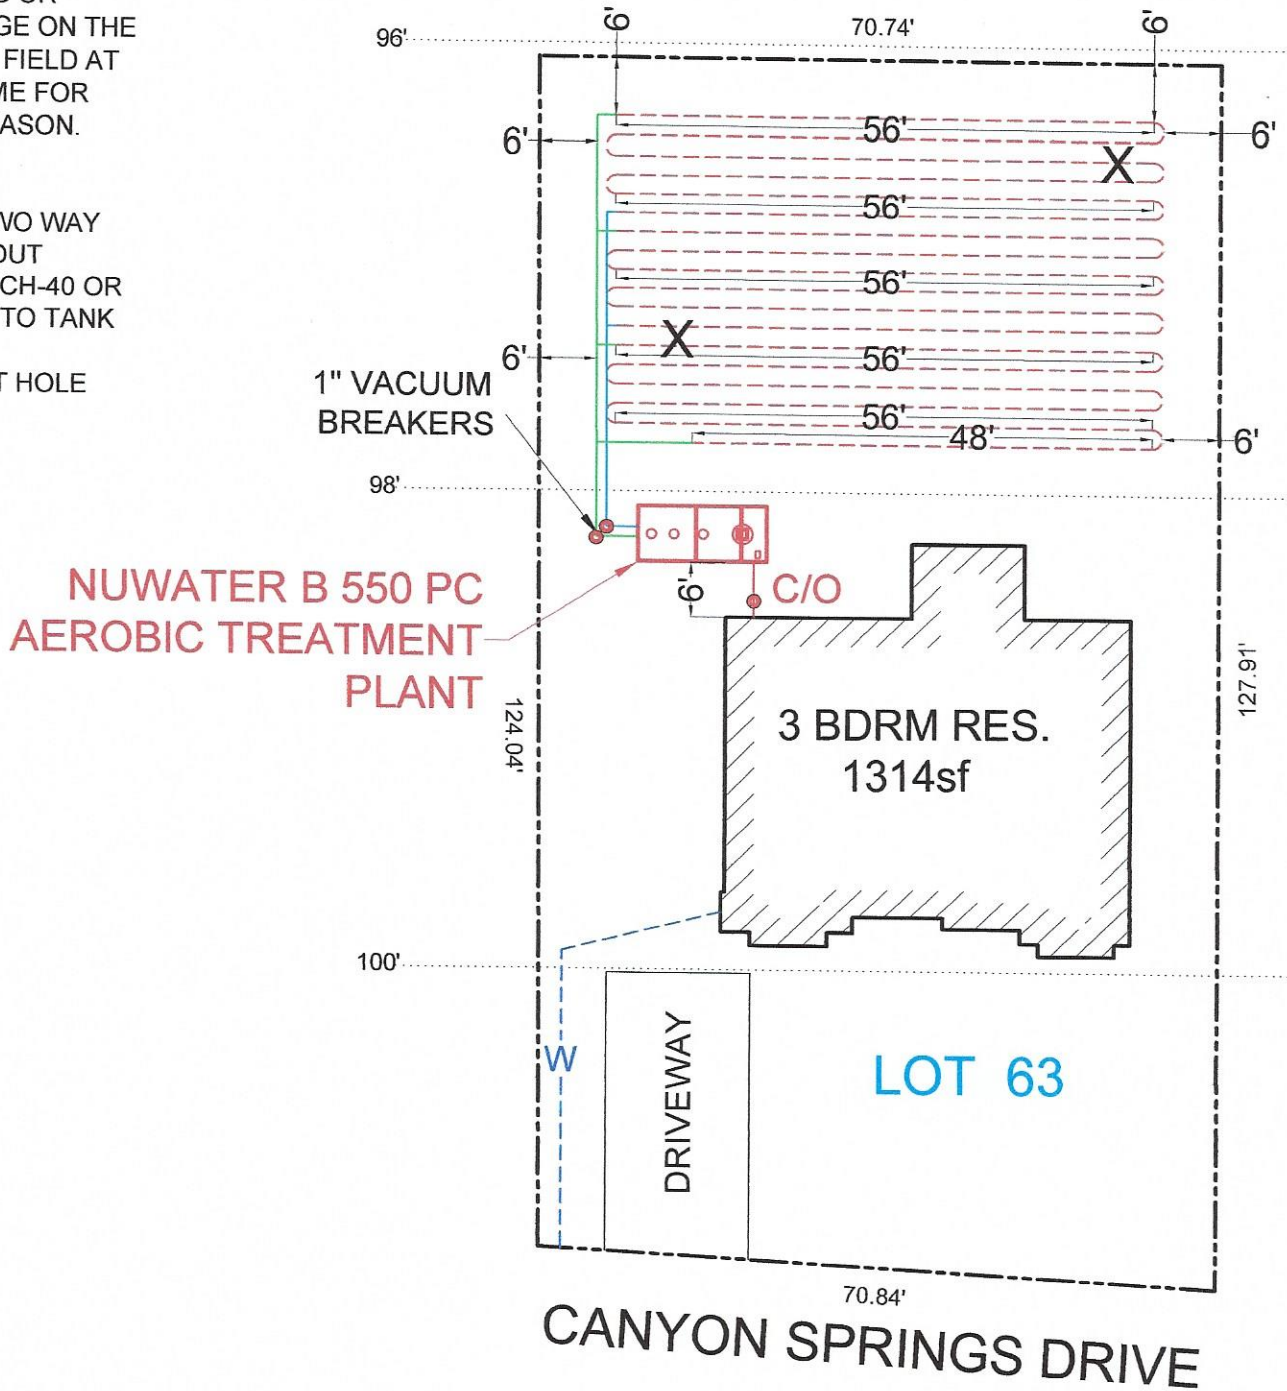 GE ON THE
FIELD AT
ME FOR
ASON.
WO WAY
OUT
CH-40 OR
TO TANK
T HOLE
96'
6'
70.74'
6'
6'
56'
6'
X
56'
56'
X
6'
56'
56'
48'
6'
1" VACUUM
BREAKERS
98'
NUWATER B 550 PC
AEROBIC TREATMENT
PLANT
6'
C/O
124.04'
127.91'
3 BDRM RES.
1314sf
100'
W
DRIVEWAY
LOT 63
70.84'
CANYON SPRINGS DRIVE